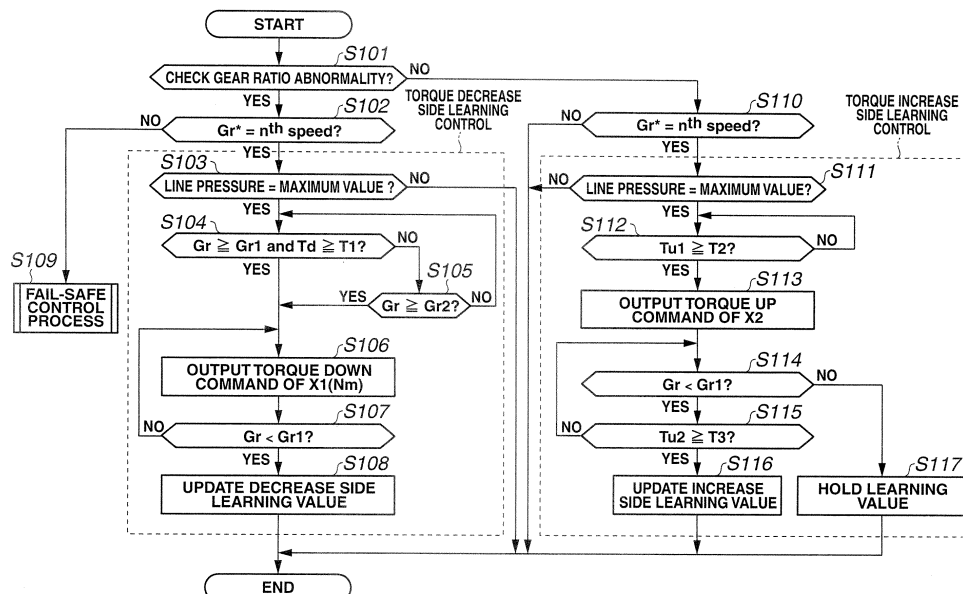 START
S101
CHECK GEAR RATIO ABNORMALITY?
NO
YES
S102
Gr* = nth speed?
NO
YES
TORQUE DECREASE
SIDE LEARNING
CONTROL
S110
Gr* = nth speed?
NO
YES
TORQUE INCREASE
SIDE LEARNING
CONTROL
S103
LINE PRESSURE = MAXIMUM VALUE ?
NO
YES
S104
Gr ≧ Gr1 and Td ≧ T1?
NO
YES
S105
Gr ≧ Gr2?
YES
NO
S109
FAIL-SAFE
CONTROL
PROCESS
S106
OUTPUT TORQUE DOWN
COMMAND OF X1(Nm)
S107
Gr < Gr1?
NO
YES
S108
UPDATE DECREASE SIDE
LEARNING VALUE
S111
LINE PRESSURE = MAXIMUM VALUE?
NO
YES
S112
Tu1 ≧ T2?
NO
YES
S113
OUTPUT TORQUE UP
COMMAND OF X2
S114
Gr < Gr1?
NO
YES
S115
Tu2 ≧ T3?
NO
YES
S116
UPDATE INCREASE
SIDE LEARNING VALUE
S117
HOLD LEARNING
VALUE
END